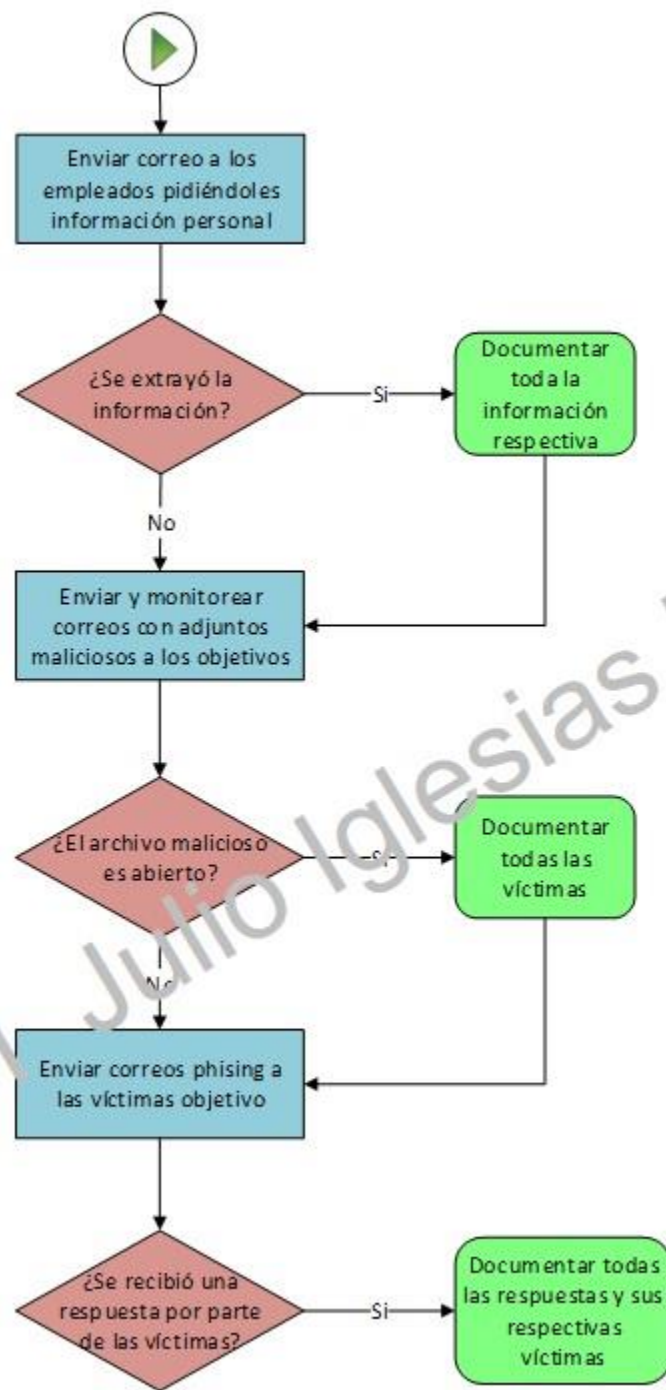 Enviar correo a los
empleados pidiéndoles
información personal
¿Se extrayó la
información?
Si
Documentar
toda la
información
respectiva
No
Enviar y monitorear
correos con adjuntos
maliciosos a los objetivos
¿El archivo malicioso
es abierto?
Si
Documentar
todas las
víctimas
No
Enviar correos phising a
las víctimas objetivo
¿Se recibió una
respuesta por parte
de las víctimas?
Si
Documentar todas
las respuestas y sus
respectivas
víctimas
Julio Iglesias